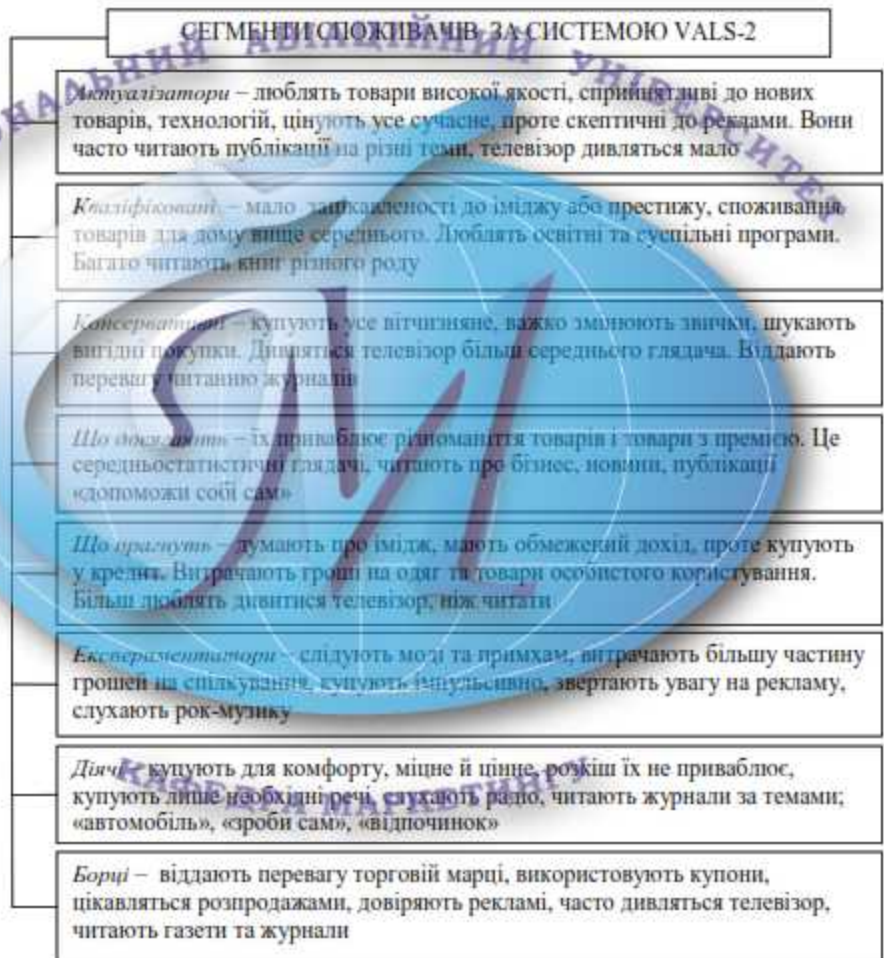 СЕГМЕНТИ СПОЖИВАЧІВ ЗА СИСТЕМОЮ VALS-2
АВІАЦІЙНИЙ УНІВЕРСИТЕТ
Актуалізатори – люблять товари високої якості, сприйнятливі до нових
товарів, технологій, цінують усе сучасне, проте скептичні до реклами. Вони
часто читають публікації на різні теми, телевізор дивляться мало
Кваліфіковані – мало зацікавленості до іміджу або престижу, споживання
товарів для дому вище середнього. Люблять освітні та суспільні програми.
Багато читають книг різного роду
Консервативні – купують усе вітчизняне, важко змінюють звички, шукають
вигідні покупки. Дивляться телевізор більш середнього глядача. Віддають
перевагу читанню журналів
Що досягають – їх приваблює різноманіття товарів і товари з премією. Це
середньостатистичні глядачі, читають про бізнес, новини, публікації
«допоможи собі сам»
Що прагнуть – думають про імідж, мають обмежений дохід, проте купують
у кредит. Витрачають гроші на одяг та товари особистого користування.
Більш люблять дивитися телевізор, ніж читати
Експериментатори – слідують моді та примхам, витрачають більшу частину
грошей на спілкування, купують імпульсивно, звертають увагу на рекламу,
слухають рок-музику
Діячі – купують для комфорту, міцне й цінне, розкіш їх не приваблює,
купують лише необхідні речі, слухають радіо, читають журнали за темами;
«автомобіль», «зроби сам», «відпочинок»
КАФЕДРА МАРКЕТИНГУ
Борці – віддають перевагу торговій марці, використовують купони,
цікавляться розпродажами, довіряють рекламі, часто дивляться телевізор,
читають газети та журнали